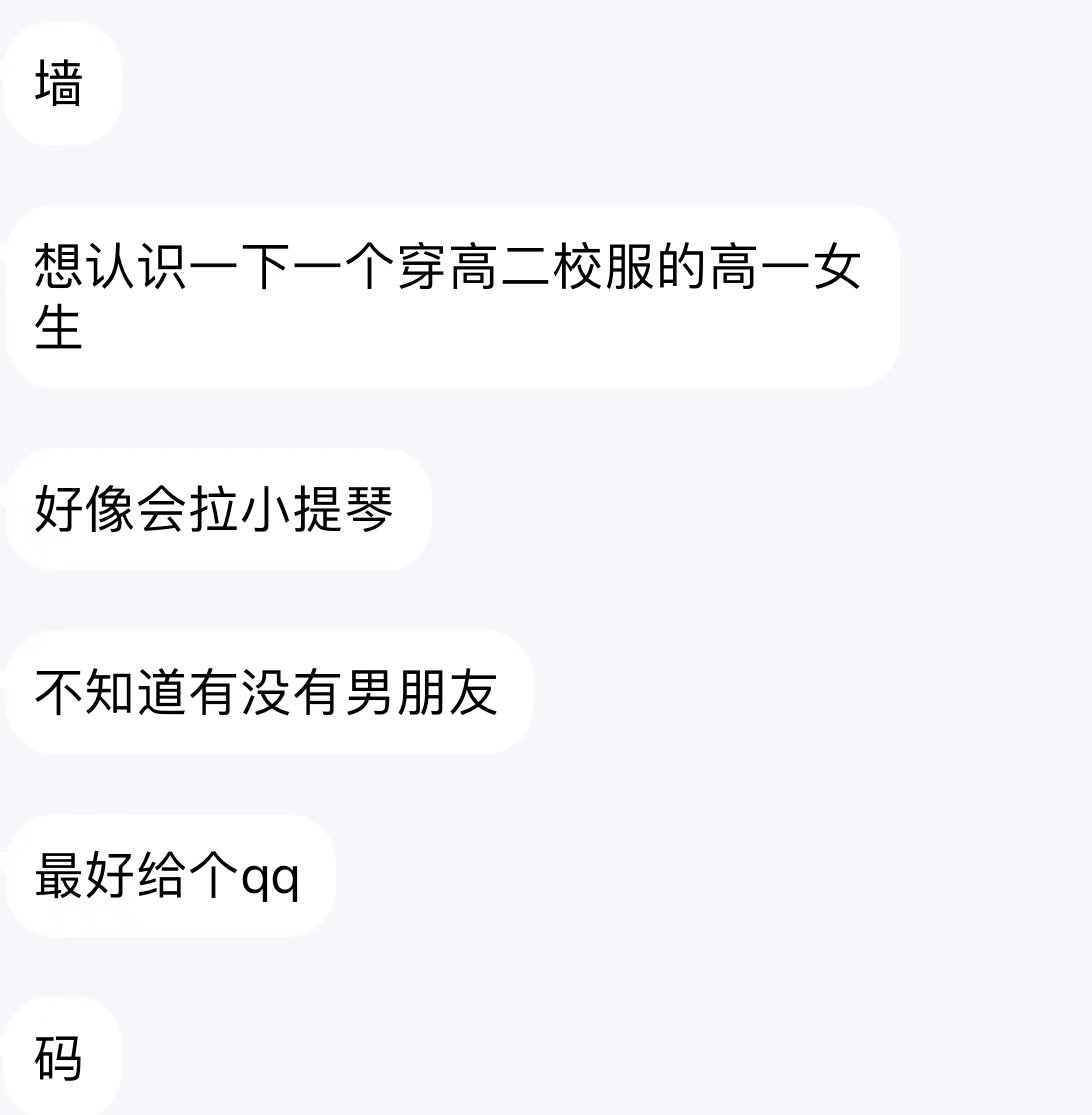 墙
想认识一下一个穿高二校服的高一女
生
好像会拉小提琴
不知道有没有男朋友
最好给个qq
码